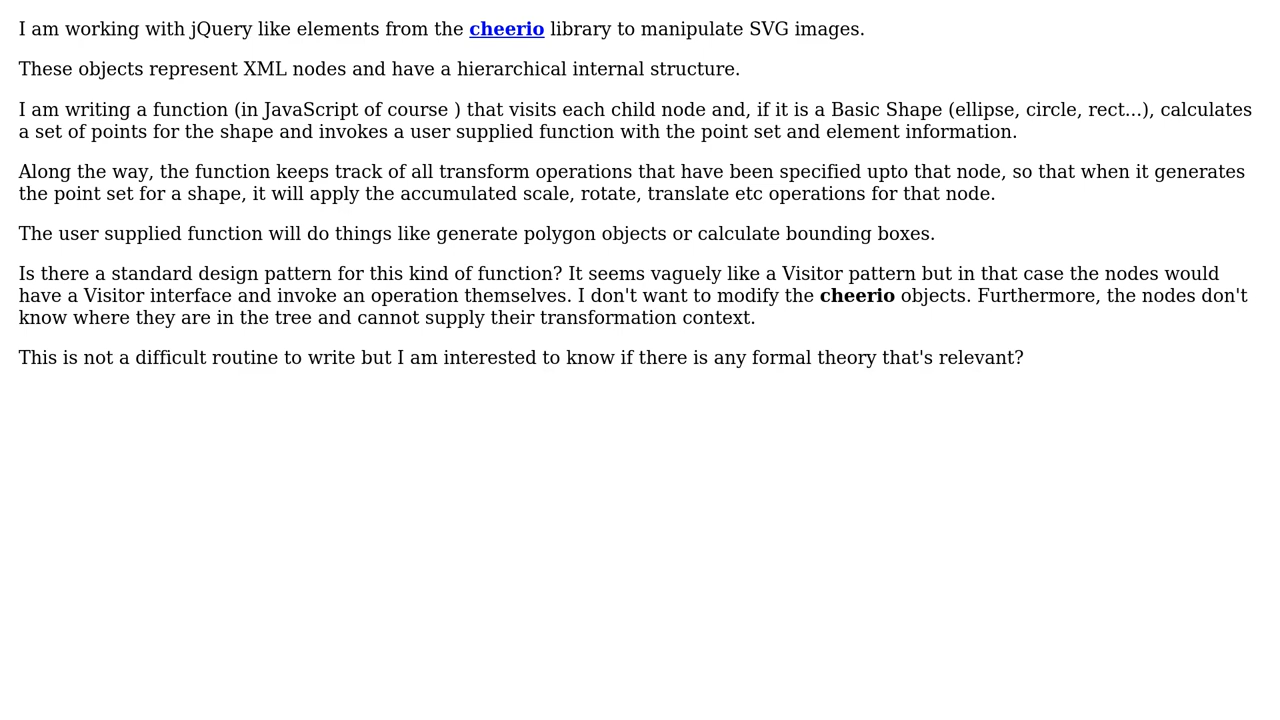 I am working with jQuery like elements from the cheerio library to manipulate SVG images.
These objects represent XML nodes and have a hierarchical internal structure.
I am writing a function (in JavaScript of course ) that visits each child node and, if it is a Basic Shape (ellipse, circle, rect...), calculates
a set of points for the shape and invokes a user supplied function with the point set and element information.
Along the way, the function keeps track of all transform operations that have been specified upto that node, so that when it generates
the point set for a shape, it will apply the accumulated scale, rotate, translate etc operations for that node.
The user supplied function will do things like generate polygon objects or calculate bounding boxes.
Is there a standard design pattern for this kind of function? It seems vaguely like a Visitor pattern but in that case the nodes would
have a Visitor interface and invoke an operation themselves. I don't want to modify the cheerio objects. Furthermore, the nodes don't
know where they are in the tree and cannot supply their transformation context.
This is not a difficult routine to write but I am interested to know if there is any formal theory that's relevant?